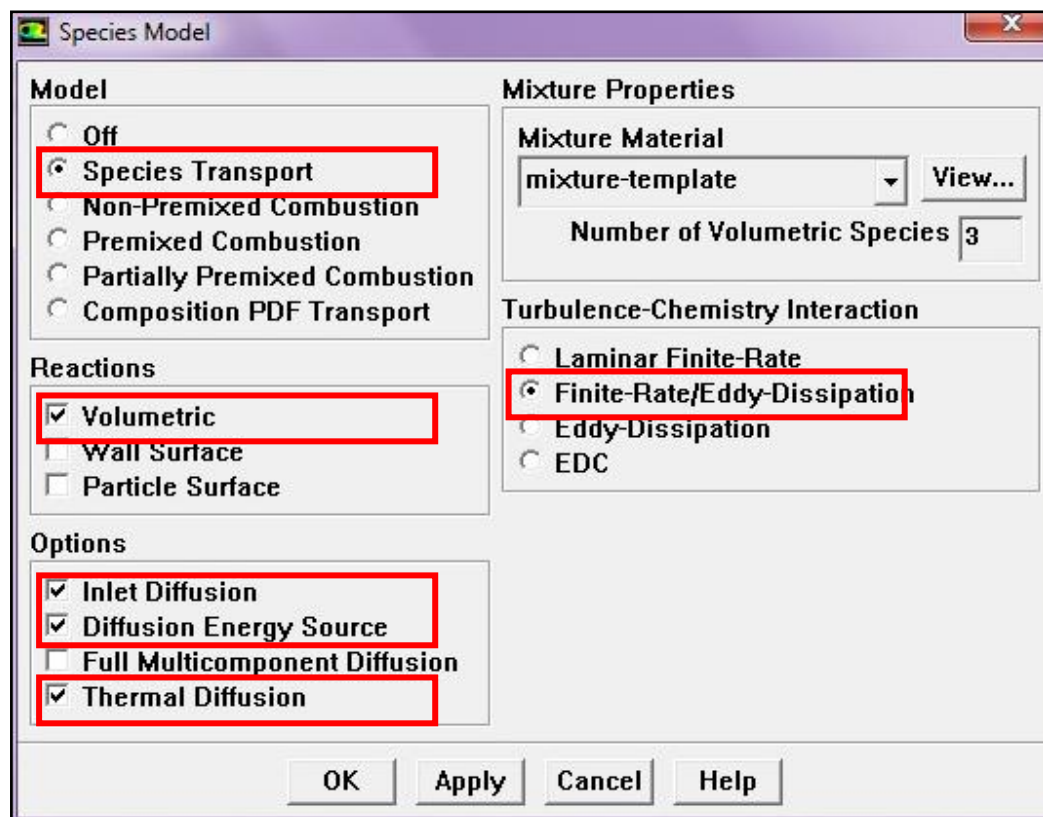 Species Model
Model
Off
Species Transport
Non-Premixed Combustion
Premixed Combustion
Partially Premixed Combustion
Composition PDF Transport
Reactions
Volumetric
Wall Surface
Particle Surface
Options
Inlet Diffusion
Diffusion Energy Source
Full Multicomponent Diffusion
Thermal Diffusion
Mixture Properties
Mixture Material
mixture-template View...
Number of Volumetric Species 3
Turbulence-Chemistry Interaction
Laminar Finite-Rate
Finite-Rate/Eddy-Dissipation
Eddy-Dissipation
EDC
OK Apply Cancel Help